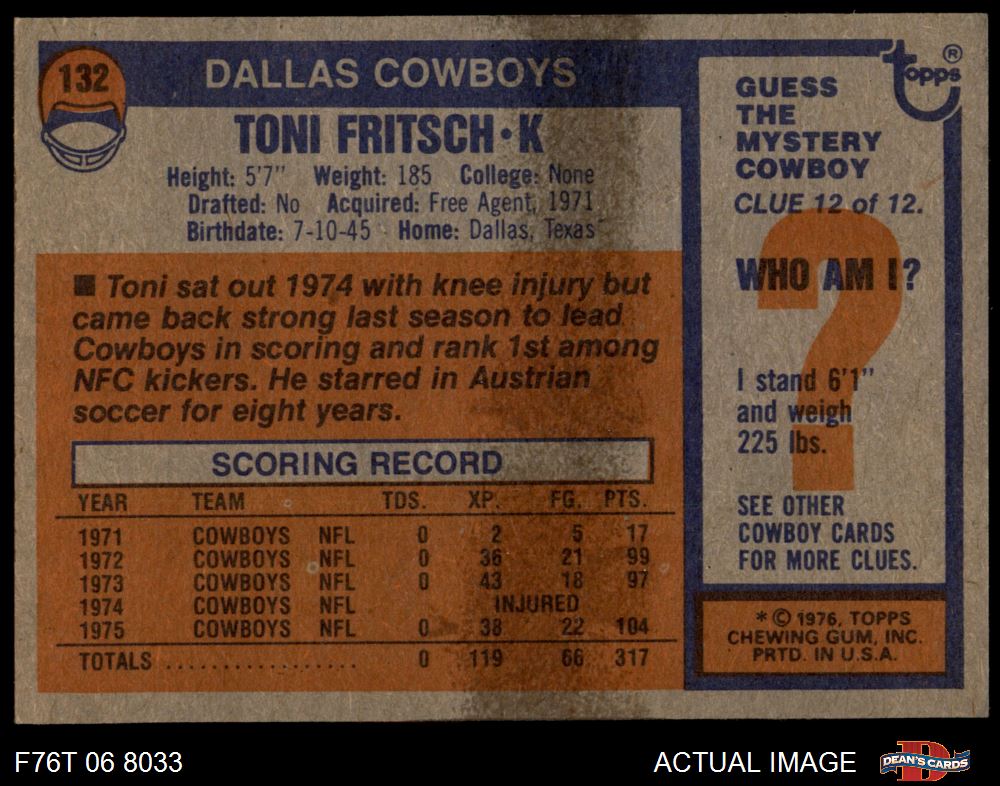 132
DALLAS COWBOYS
TONI FRITSCH • K
Height: 5'7" Weight: 185 College: None
Drafted: No Acquired: Free Agent, 1971
Birthdate: 7-10-45 Home: Dallas, Texas
■ Toni sat out 1974 with knee injury but
came back strong last season to lead
Cowboys in scoring and rank 1st among
NFC kickers. He starred in Austrian
soccer for eight years.
SCORING RECORD
YEAR TEAM TDS. XP. FG. PTS.
1971 COWBOYS NFL 0 2 5 17
1972 COWBOYS NFL 0 36 21 99
1973 COWBOYS NFL 0 43 18 97
1974 COWBOYS NFL INJURED
1975 COWBOYS NFL 0 38 22 104
TOTALS ................. 0 119 66 317
topps ®
GUESS
THE
MYSTERY
COWBOY
CLUE 12 of 12.
?
WHO AM I?
I stand 6'1"
and weigh
225 lbs.
SEE OTHER
COWBOY CARDS
FOR MORE CLUES.
* © 1976, TOPPS
CHEWING GUM, INC.
PRTD. IN U.S.A.
F76T 06 8033
ACTUAL IMAGE
D
DEAN'S CARDS